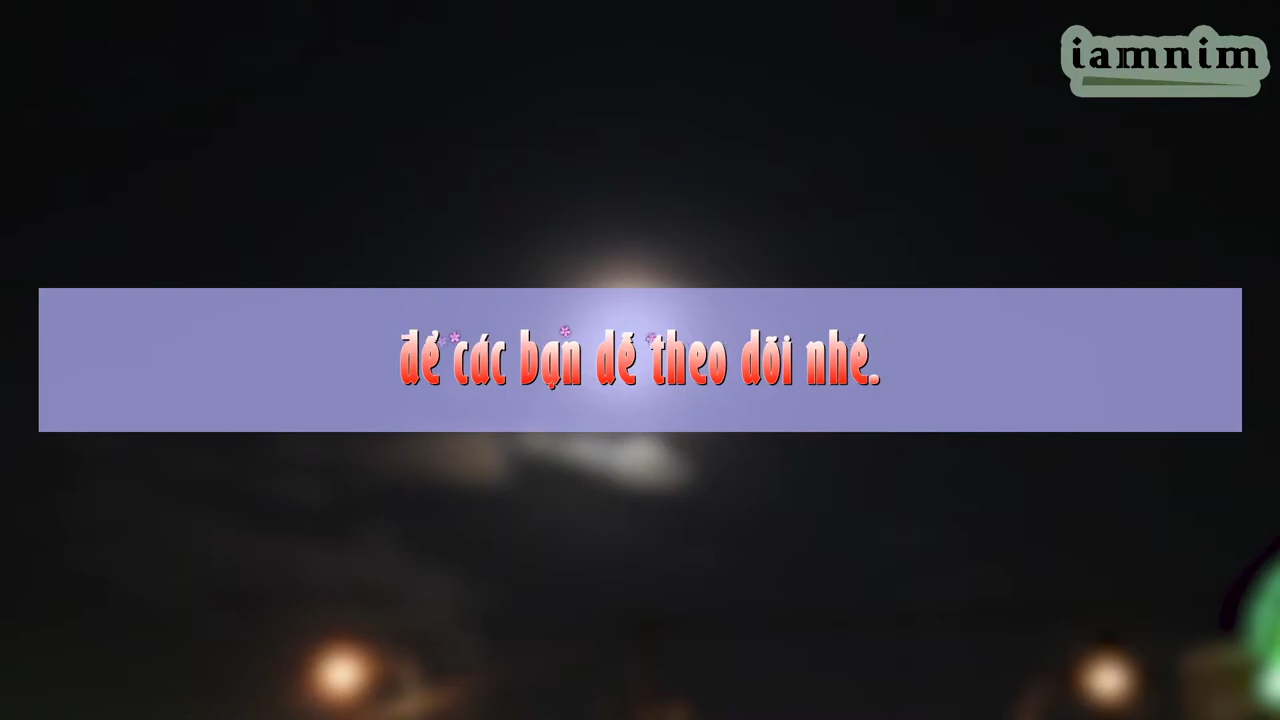 iamnim
để các bạn dễ theo dõi nhé.